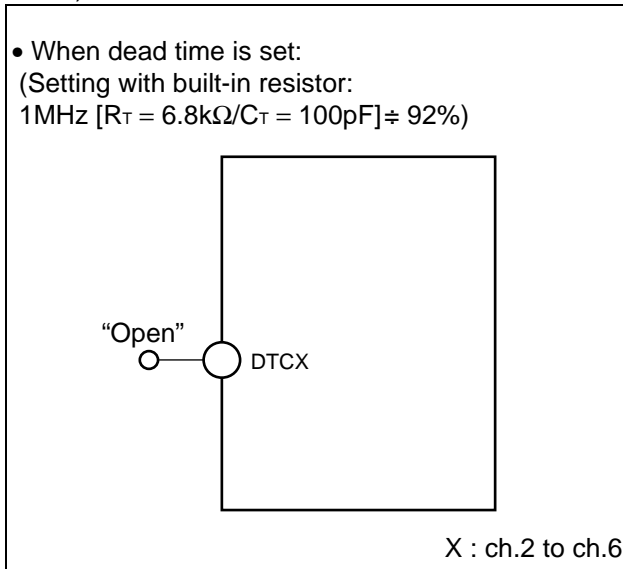 • When dead time is set:
(Setting with built-in resistor:
1MHz [RT = 6.8kΩ/CT = 100pF]≑ 92%)
“Open”
DTCX
X : ch.2 to ch.6